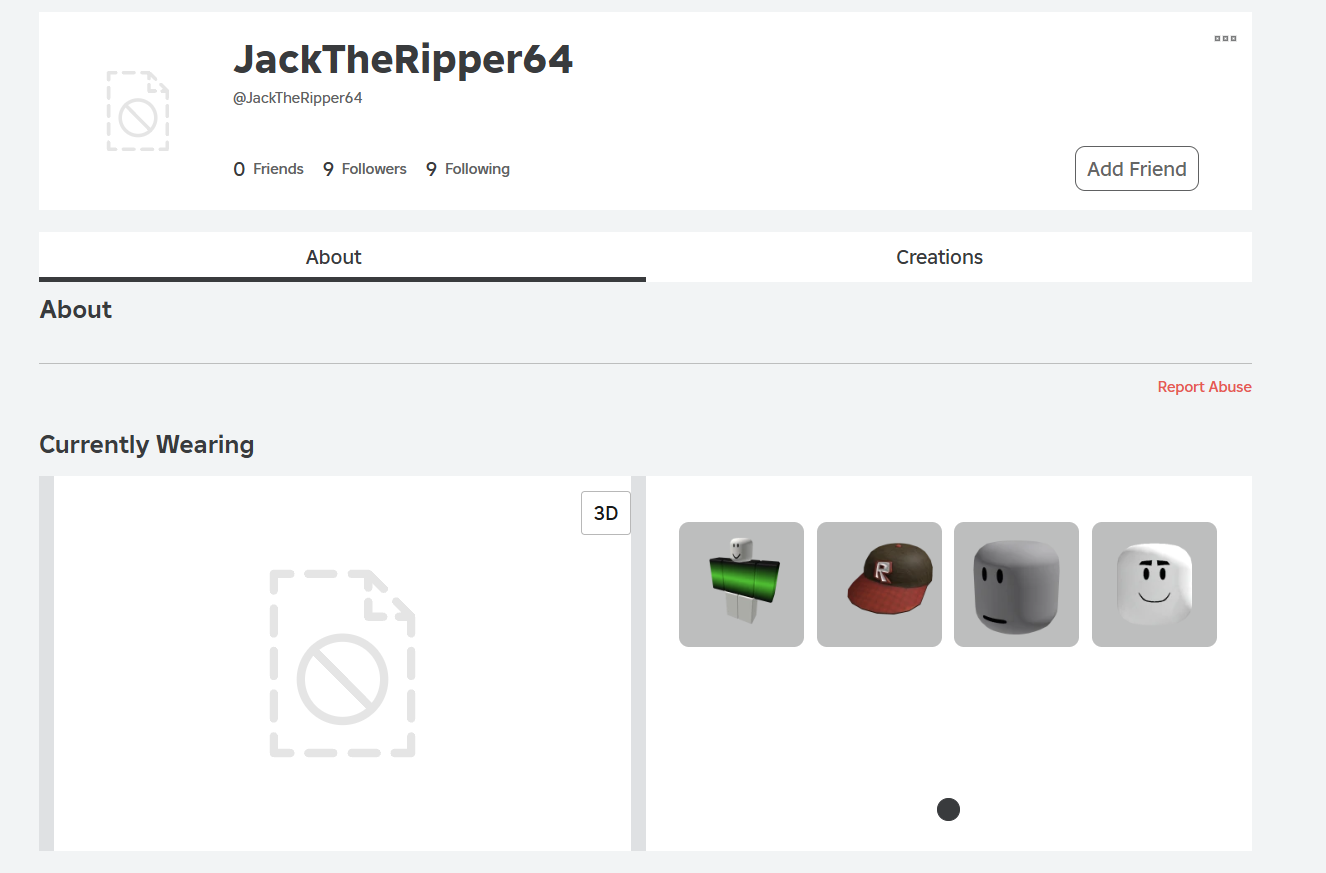 JackTheRipper64
@JackTheRipper64
0 Friends 9 Followers 9 Following
Add Friend
About Creations
About
Report Abuse
Currently Wearing
3D
R